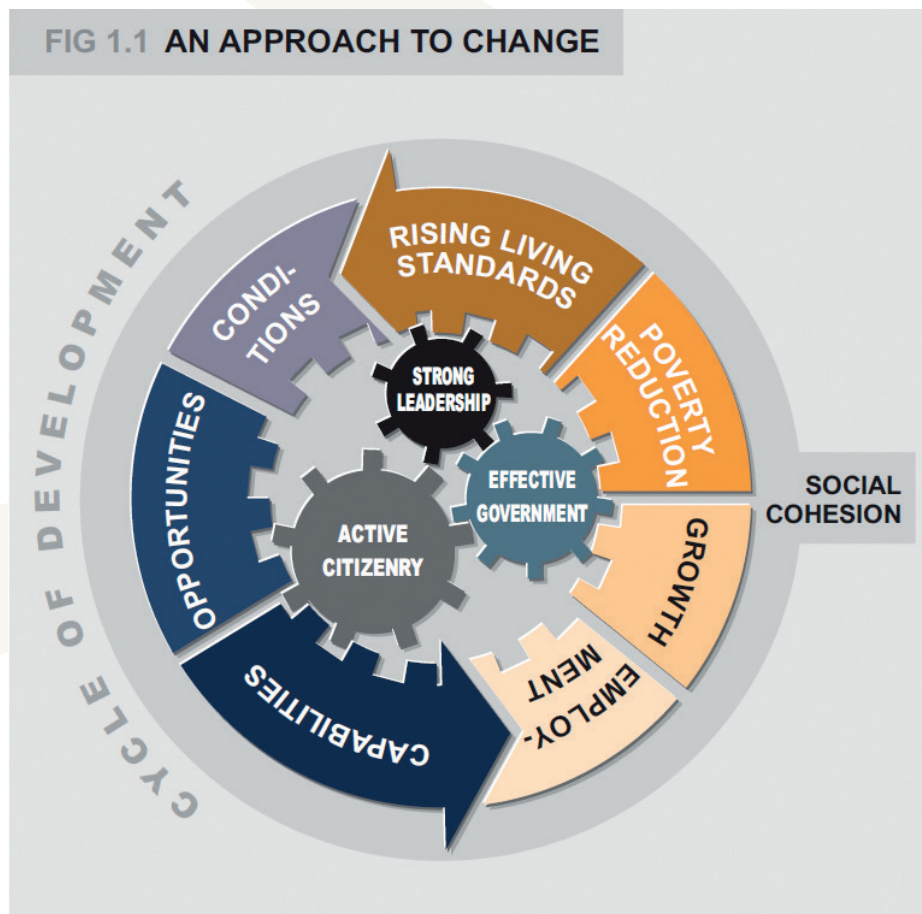 FIG 1.1 AN APPROACH TO CHANGE
CYCLE OF DEVELOPMENT
CONDI-
TIONS
RISING LIVING
STANDARDS
POVERTY
REDUCTION
STRONG
LEADERSHIP
OPPORTUNITIES
EFFECTIVE
GOVERNMENT
SOCIAL
COHESION
ACTIVE
CITIZENRY
GROWTH
CAPABILITIES
EMPLOY-
MENT